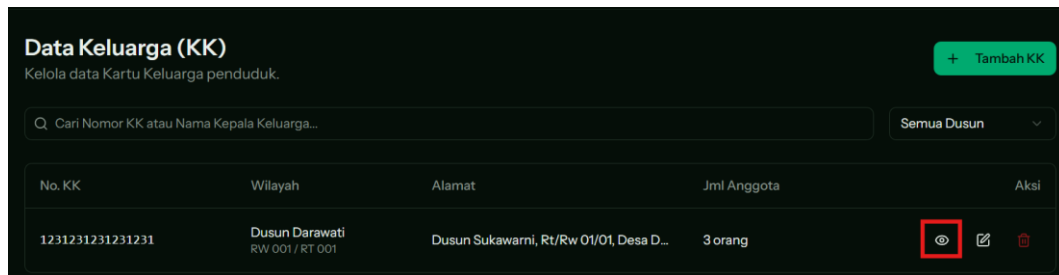 Data Keluarga (KK)
Kelola data Kartu Keluarga penduduk.
+ Tambah KK
Cari Nomor KK atau Nama Kepala Keluarga...
Semua Dusun
No. KK Wilayah Alamat Jml Anggota Aksi
1231231231231231 Dusun Darawati Dusun Sukawarni, Rt/Rw 01/01, Desa D... 3 orang
RW 001 / RT 001